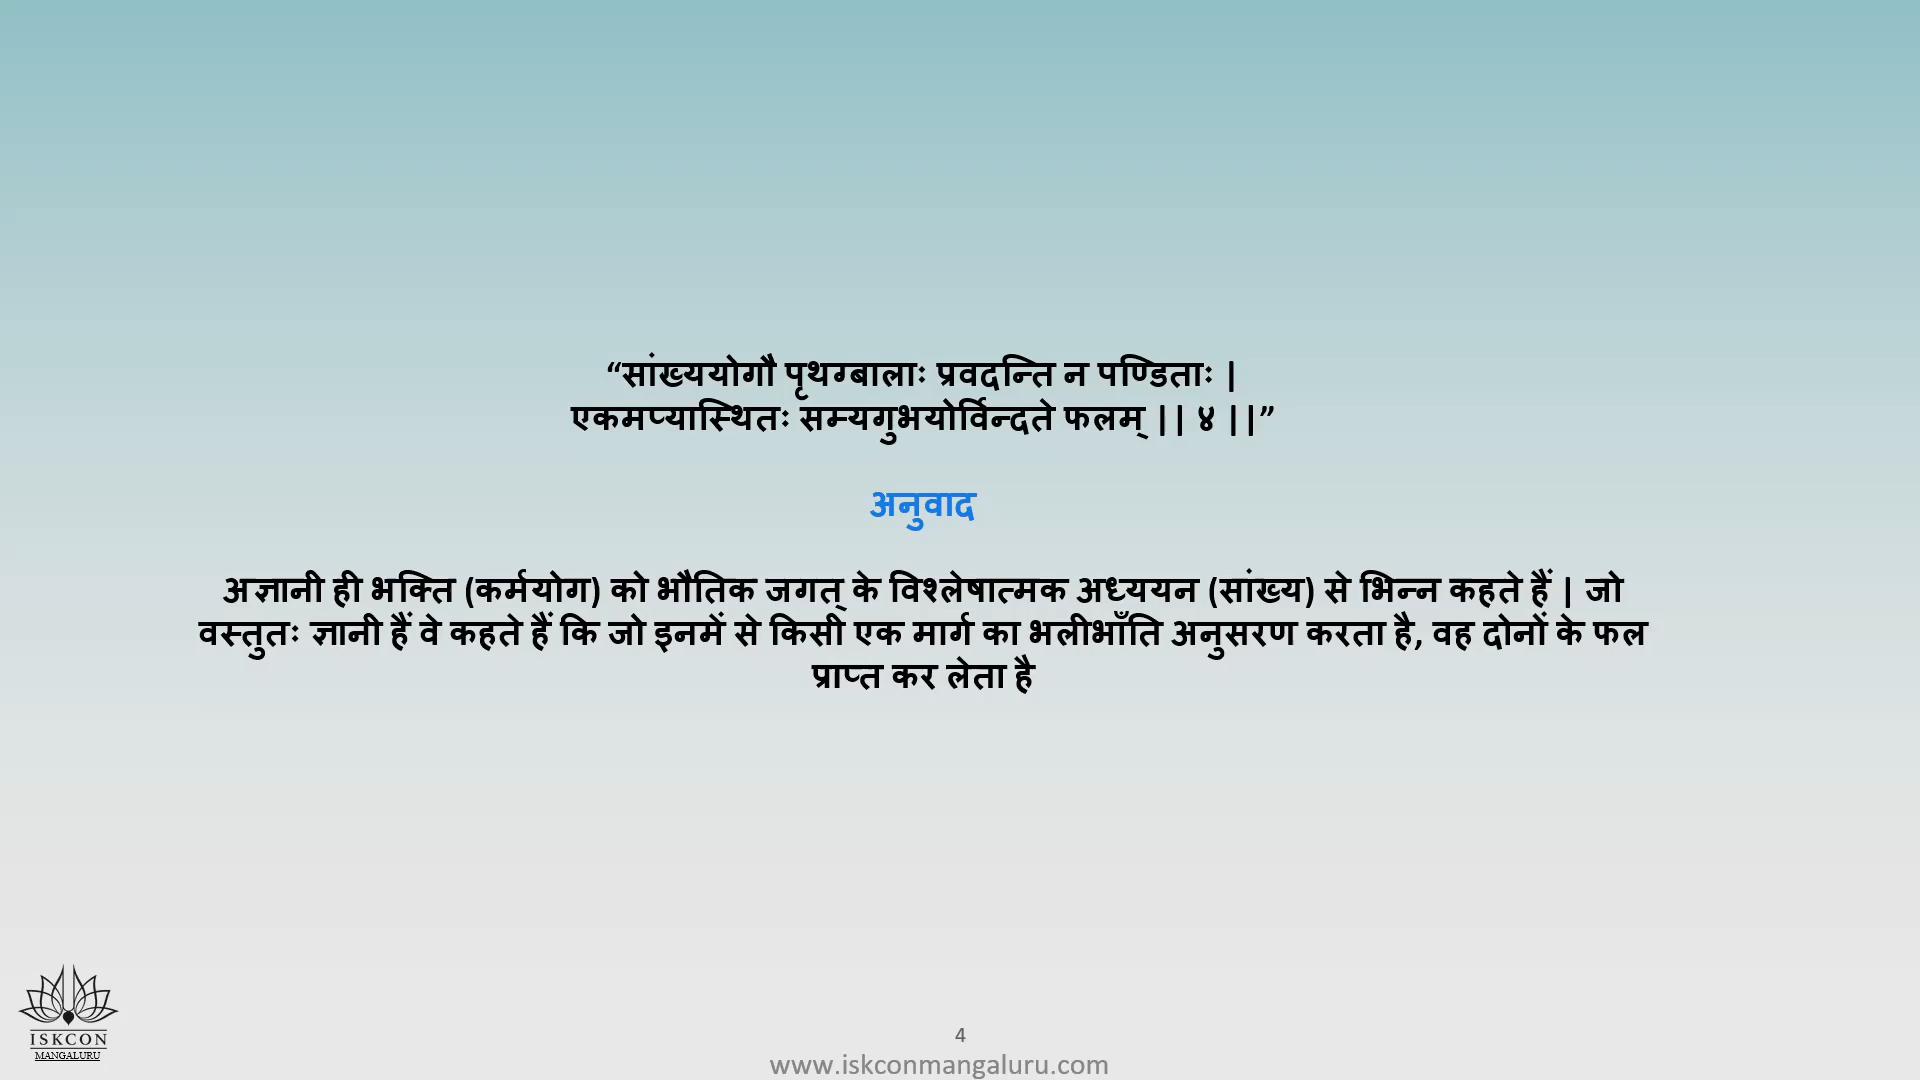 “सांख्ययोगौ पृथग्बालाः प्रवदन्ति न पण्डिताः |
एकमप्यास्थितः सम्यगुभयोर्विन्दते फलम् || ४ ||”
अनुवाद
अज्ञानी ही भक्ति (कर्मयोग) को भौतिक जगत् के विश्लेषात्मक अध्ययन (सांख्य) से भिन्न कहते हैं | जो
वस्तुतः ज्ञानी हैं वे कहते हैं कि जो इनमें से किसी एक मार्ग का भलीभाँति अनुसरण करता है, वह दोनों के फल
प्राप्त कर लेता है
ISKCON
MANGALURU
4
www.iskconmangaluru.com